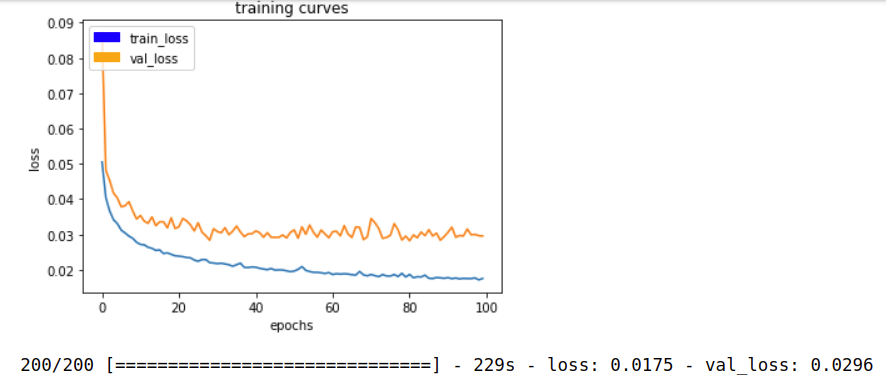 training curves
0.09
0.08
0.07
0.06
0.05
0.04
0.03
0.02
loss
train_loss
val_loss
0 20 40 60 80 100
epochs
200/200 [==============================] - 229s - loss: 0.0175 - val_loss: 0.0296